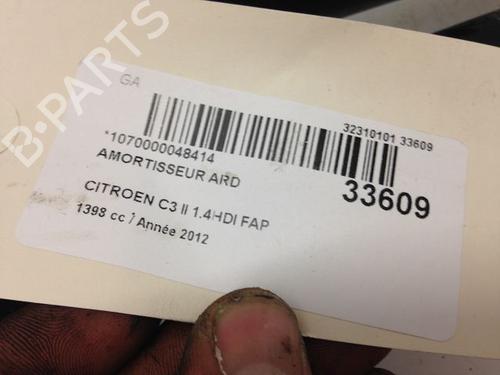 B-PARTS
GA
32310101 33609
*1070000048414
AMORTISSEUR ARD
33609
CITROEN C3 II 1.4HDI FAP
1398 cc / Année 2012